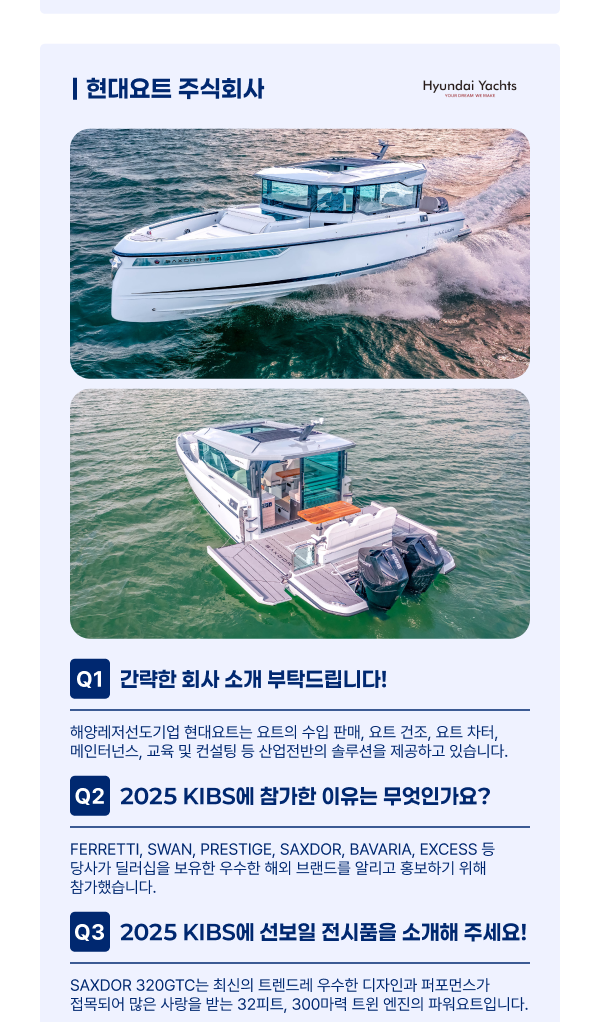 현대요트 주식회사
Hyundai Yachts
YOUR DREAM WE MAKE
Q1 간략한 회사 소개 부탁드립니다!
해양레저선도기업 현대요트는 요트의 수입 판매, 요트 건조, 요트 차터,
메인터넌스, 교육 및 컨설팅 등 산업전반의 솔루션을 제공하고 있습니다.
Q2 2025 KIBS에 참가한 이유는 무엇인가요?
FERRETTI, SWAN, PRESTIGE, SAXDOR, BAVARIA, EXCESS 등
당사가 딜러십을 보유한 우수한 해외 브랜드를 알리고 홍보하기 위해
참가했습니다.
Q3 2025 KIBS에 선보일 전시품을 소개해 주세요!
SAXDOR 320GTC는 최신의 트렌드레 우수한 디자인과 퍼포먼스가
접목되어 많은 사랑을 받는 32피트, 300마력 트윈 엔진의 파워요트입니다.